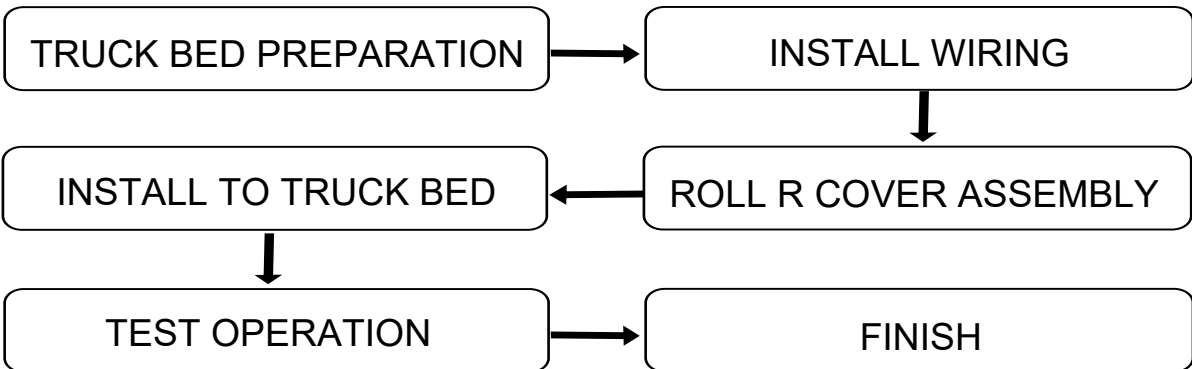 TRUCK BED PREPARATION
INSTALL WIRING
ROLL R COVER ASSEMBLY
INSTALL TO TRUCK BED
TEST OPERATION
FINISH